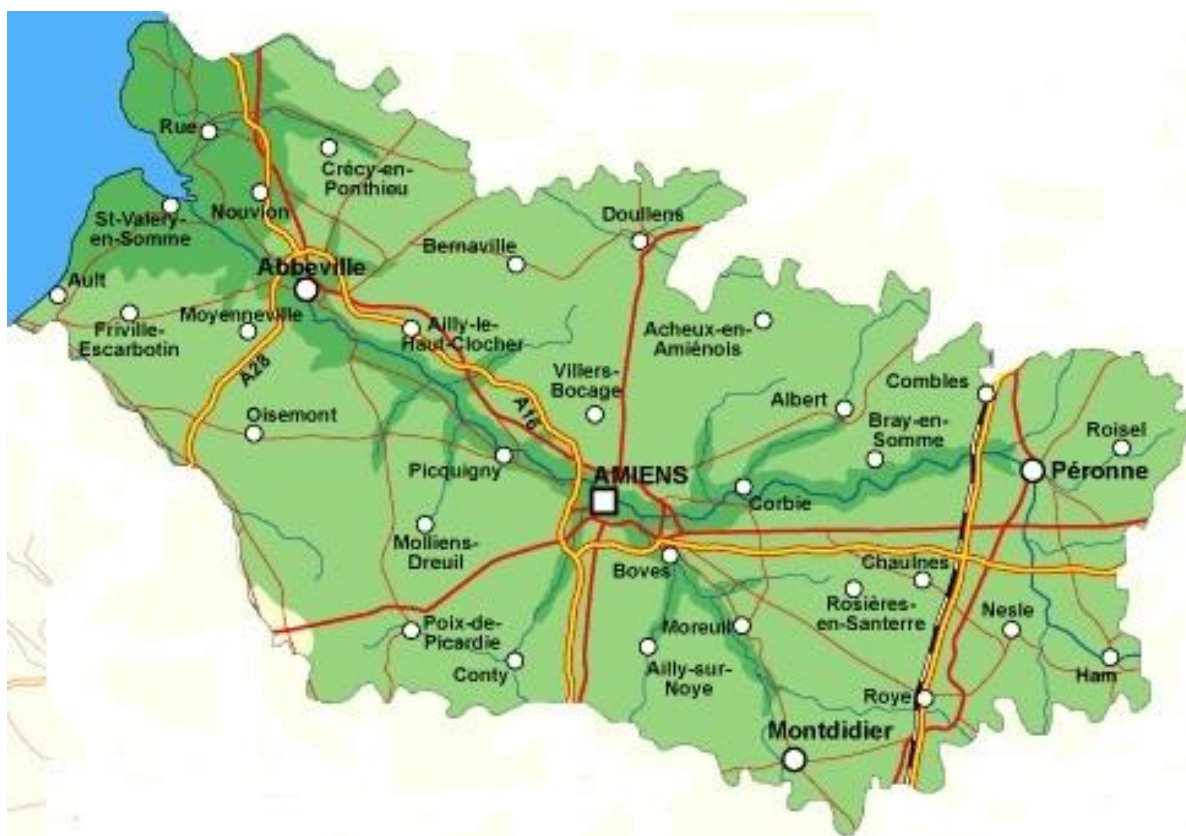 Rue
Crécy-en-
Ponthieu
Nouvion
St-Valery-
en-Somme
Doullens
Bernaville
Abbeville
Ault
Moyenneville
Friville-
Escarbotin
Ailly-le-
Haut-Clocher
Acheux-en-
Amiénois
A28
Villers-
Bocage
Combles
A16
Albert
Oisemont
Bray-en-
Somme
Roisel
Picquigny
AMIENS
Péronne
Corbie
Molliens-
Dreuil
Boves
Chaulnes
Rosières-
en-Santerre
Nesle
Poix-de-
Picardie
Moreuil
Conty
Ailly-sur-
Noye
Ham
Roye
Montdidier